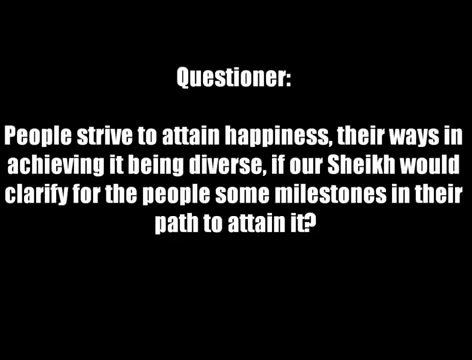 Questioner:
People strive to attain happiness, their ways in
achieving it being diverse, if our Sheikh would
clarify for the people some milestones in their
path to attain it?